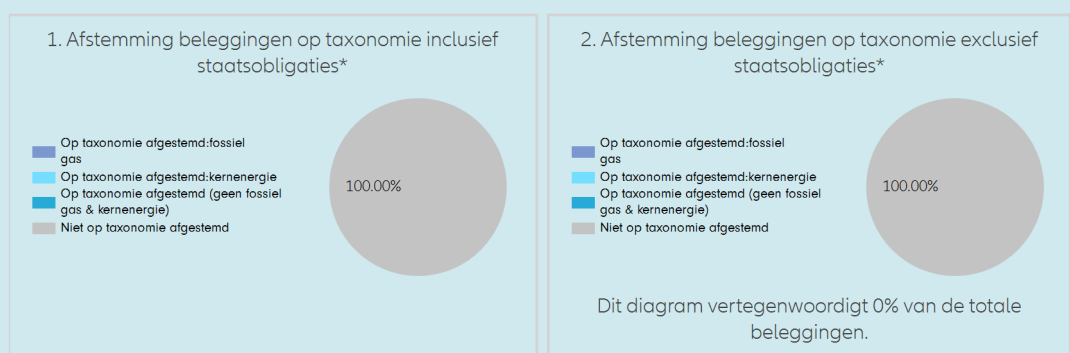 1. Afstemming beleggingen op taxonomie inclusief
staatsobligaties*
Op taxonomie afgestemd:fossiel
gas
Op taxonomie afgestemd:kernenergie
Op taxonomie afgestemd (geen fossiel
gas & kernenergie)
Niet op taxonomie afgestemd
100.00%
2. Afstemming beleggingen op taxonomie exclusief
staatsobligaties*
Op taxonomie afgestemd:fossiel
gas
Op taxonomie afgestemd:kernenergie
Op taxonomie afgestemd (geen fossiel
gas & kernenergie)
Niet op taxonomie afgestemd
100.00%
Dit diagram vertegenwoordigt 0% van de totale
beleggingen.